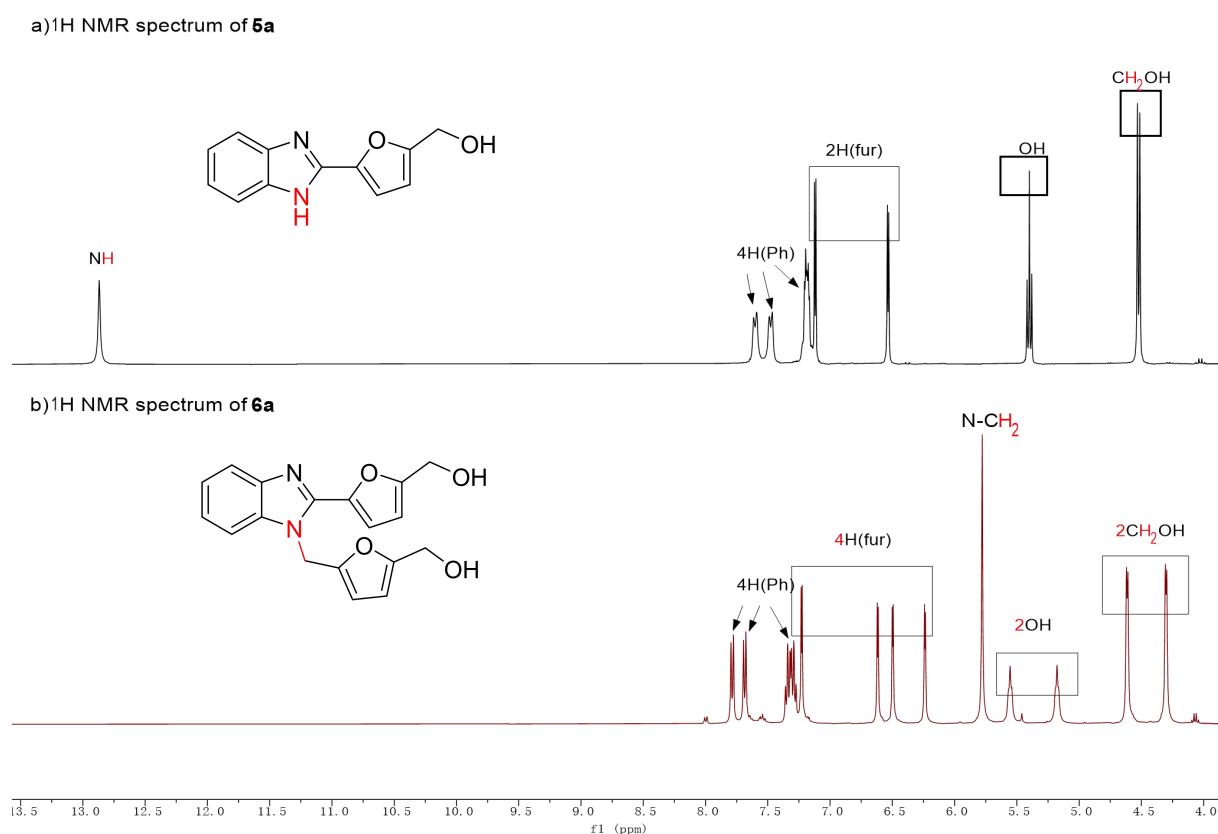 a)1H NMR spectrum of 5a
CH2OH
OH
2H(fur)
4H(Ph)
NH
N
O
OH
N
H
b)1H NMR spectrum of 6a
N-CH2
2CH2OH
4H(fur)
4H(Ph)
2OH
N
O
OH
N
O
OH
13.5 13.0 12.5 12.0 11.5 11.0 10.5 10.0 9.5 9.0 8.5 8.0 7.5 7.0 6.5 6.0 5.5 5.0 4.5 4.0
f1 (ppm)